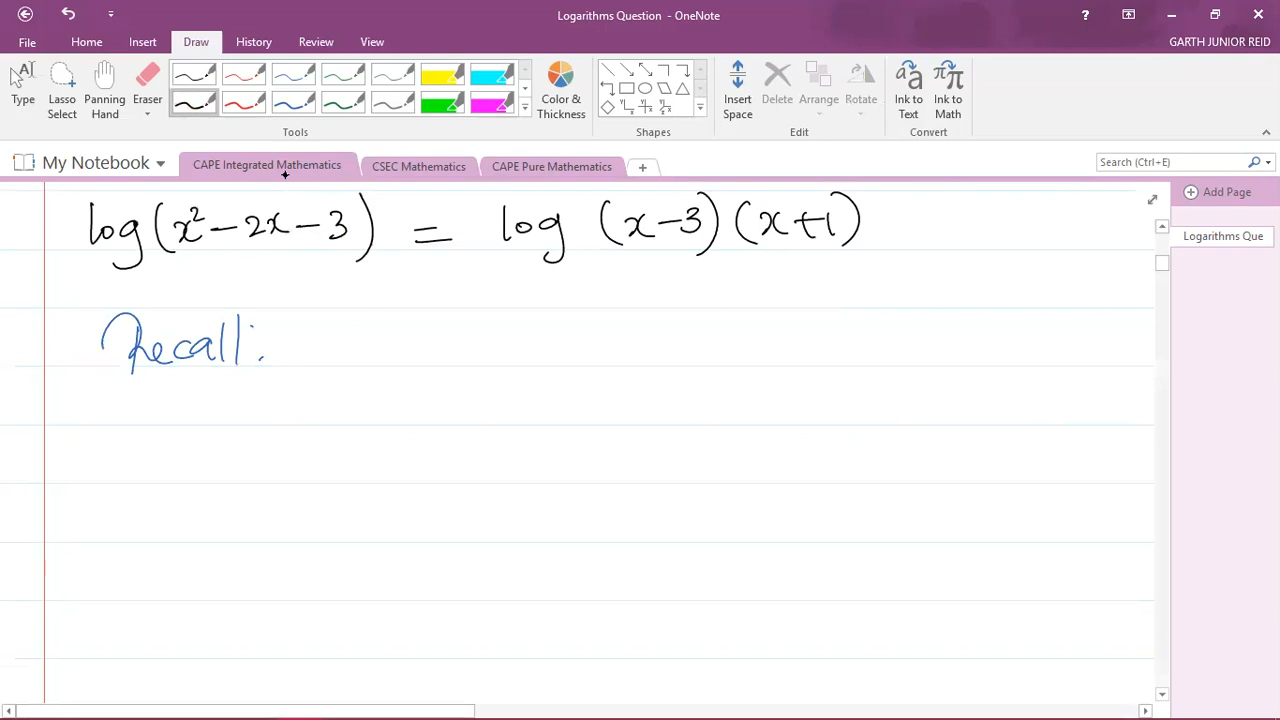 Logarithms Question - OneNote
?
File Home Insert Draw History Review View
GARTH JUNIOR REID
Type
Lasso Select
Panning Hand
Eraser
Color & Thickness
Insert Space
Delete
Arrange
Rotate
Ink to Text
Ink to Math
Tools
Shapes
Edit
Convert
My Notebook
CAPE Integrated Mathematics
CSEC Mathematics
CAPE Pure Mathematics
Search (Ctrl+E)
Add Page
Logarithms Que
log(x²-2x-3) = log (x-3)(x+1)
Recall: